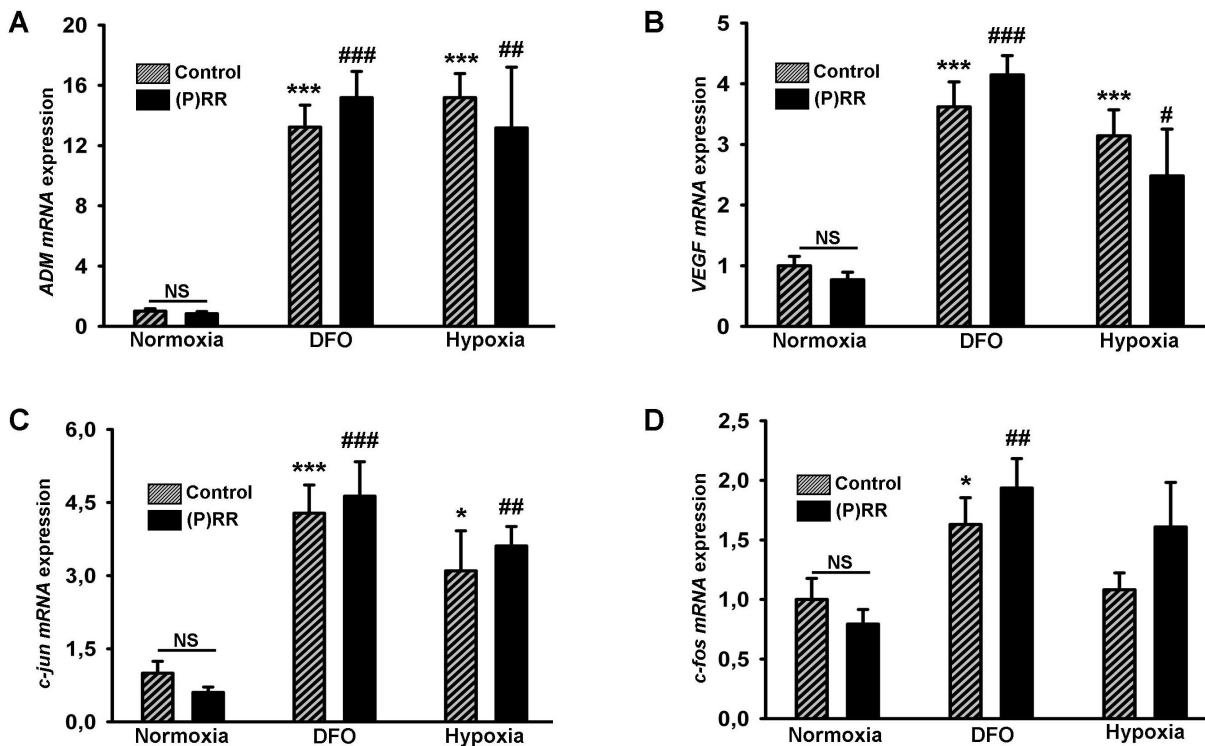 A
ADM mRNA expression
20
16
12
8
4
0
Control
(P)RR
NS
***
###
***
##
Normoxia
DFO
Hypoxia
B
VEGF mRNA expression
5
4
3
2
1
0
Control
(P)RR
NS
***
###
***
#
Normoxia
DFO
Hypoxia
C
c-jun mRNA expression
6,0
4,5
3,0
1,5
0,0
Control
(P)RR
NS
***
###
*
##
Normoxia
DFO
Hypoxia
D
c-fos mRNA expression
2,5
2,0
1,5
1,0
0,5
0,0
Control
(P)RR
NS
*
##
Normoxia
DFO
Hypoxia